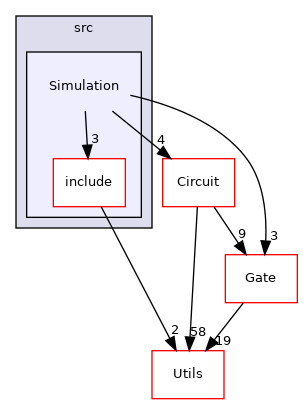 src
Simulation
3
4
include
Circuit
9
3
Gate
2
58
19
Utils